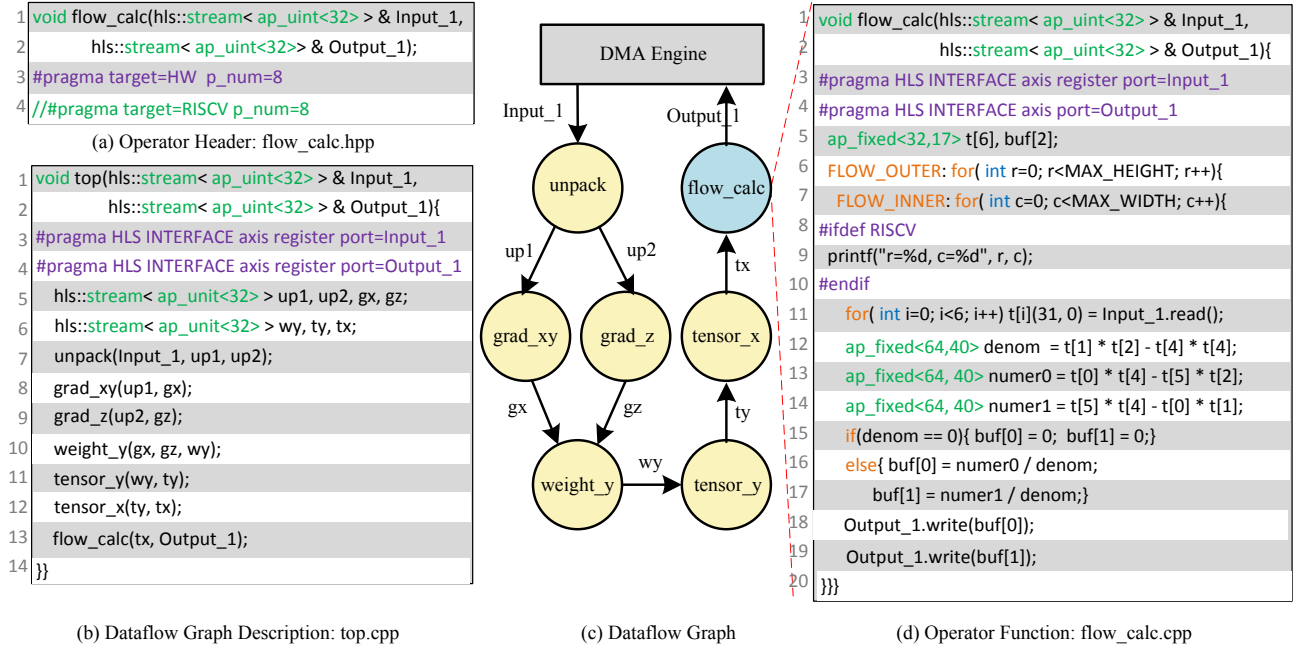 1 void flow_calc(hls::stream< ap_uint<32> > & Input_1,
2 hls::stream< ap_uint<32>> & Output_1);
3 #pragma target=HW p_num=8
4 //#pragma target=RISCV p_num=8
(a) Operator Header: flow_calc.hpp
1 void top(hls::stream< ap_uint<32> > & Input_1,
2 hls::stream< ap_uint<32> > & Output_1){
3 #pragma HLS INTERFACE axis register port=Input_1
4 #pragma HLS INTERFACE axis register port=Output_1
5 hls::stream< ap_unit<32> > up1, up2, gx, gz;
6 hls::stream< ap_unit<32> > wy, ty, tx;
7 unpack(Input_1, up1, up2);
8 grad_xy(up1, gx);
9 grad_z(up2, gz);
10 weight_y(gx, gz, wy);
11 tensor_y(wy, ty);
12 tensor_x(ty, tx);
13 flow_calc(tx, Output_1);
14 }}
(b) Dataflow Graph Description: top.cpp
DMA Engine
Input_1
Output_1
unpack
flow_calc
up1
up2
tx
grad_xy
grad_z
tensor_x
gx
gz
ty
weight_y
wy
tensor_y
(c) Dataflow Graph
1 void flow_calc(hls::stream< ap_uint<32> > & Input_1,
2 hls::stream< ap_uint<32> > & Output_1){
3 #pragma HLS INTERFACE axis register port=Input_1
4 #pragma HLS INTERFACE axis port=Output_1
5 ap_fixed<32,17> t[6], buf[2];
6 FLOW_OUTER: for( int r=0; r<MAX_HEIGHT; r++){
7 FLOW_INNER: for( int c=0; c<MAX_WIDTH; c++){
8 #ifdef RISCV
9 printf("r=%d, c=%d", r, c);
10 #endif
11 for( int i=0; i<6; i++) t[i](31, 0) = Input_1.read();
12 ap_fixed<64,40> denom = t[1] * t[2] - t[4] * t[4];
13 ap_fixed<64, 40> numer0 = t[0] * t[4] - t[5] * t[2];
14 ap_fixed<64, 40> numer1 = t[5] * t[4] - t[0] * t[1];
15 if(denom == 0){ buf[0] = 0; buf[1] = 0;}
16 else{ buf[0] = numer0 / denom;
17 buf[1] = numer1 / denom;}
18 Output_1.write(buf[0]);
19 Output_1.write(buf[1]);
20 }}}
(d) Operator Function: flow_calc.cpp